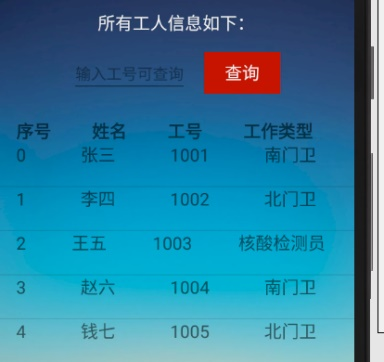 所有工人信息如下：
输入工号可查询 查询
序号 姓名 工号 工作类型
0 张三 1001 南门卫
1 李四 1002 北门卫
2 王五 1003 核酸检测员
3 赵六 1004 南门卫
4 钱七 1005 北门卫